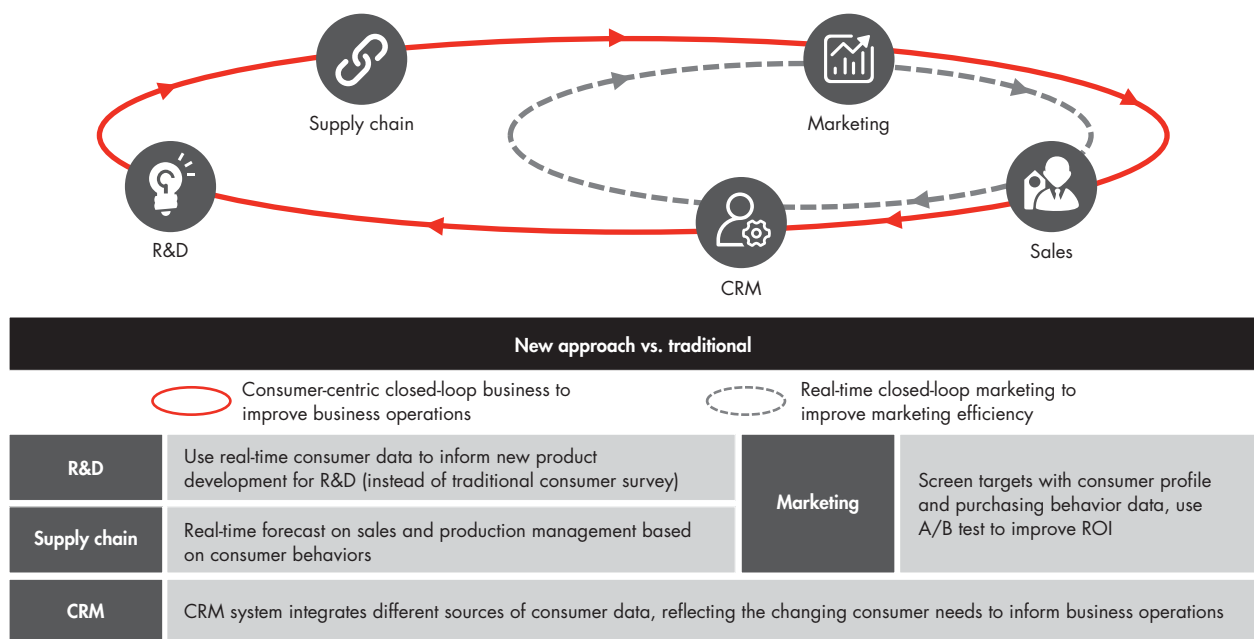 Supply chain
Marketing
R&D
Sales
CRM
New approach vs. traditional
Consumer-centric closed-loop business to
improve business operations
Real-time closed-loop marketing to
improve marketing efficiency
R&D
Use real-time consumer data to inform new product
development for R&D (instead of traditional consumer survey)
Supply chain
Real-time forecast on sales and production management based
on consumer behaviors
Marketing
Screen targets with consumer profile
and purchasing behavior data, use
A/B test to improve ROI
CRM
CRM system integrates different sources of consumer data, reflecting the changing consumer needs to inform business operations